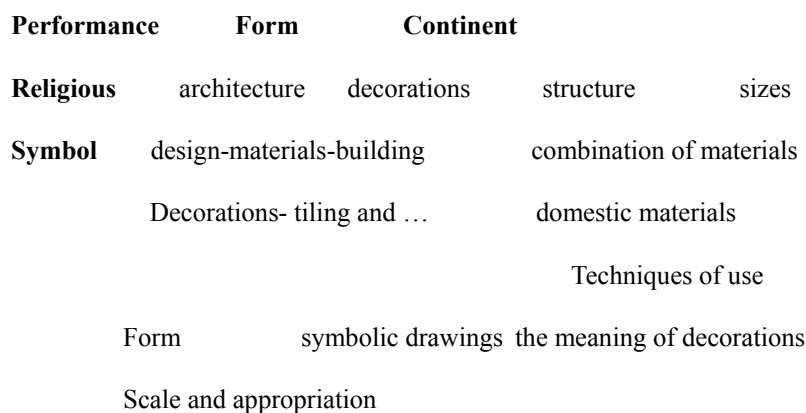 Performance Form Continent
Religious architecture decorations structure sizes
Symbol design-materials-building combination of materials
Decorations- tiling and … domestic materials
Techniques of use
Form symbolic drawings the meaning of decorations
Scale and appropriation